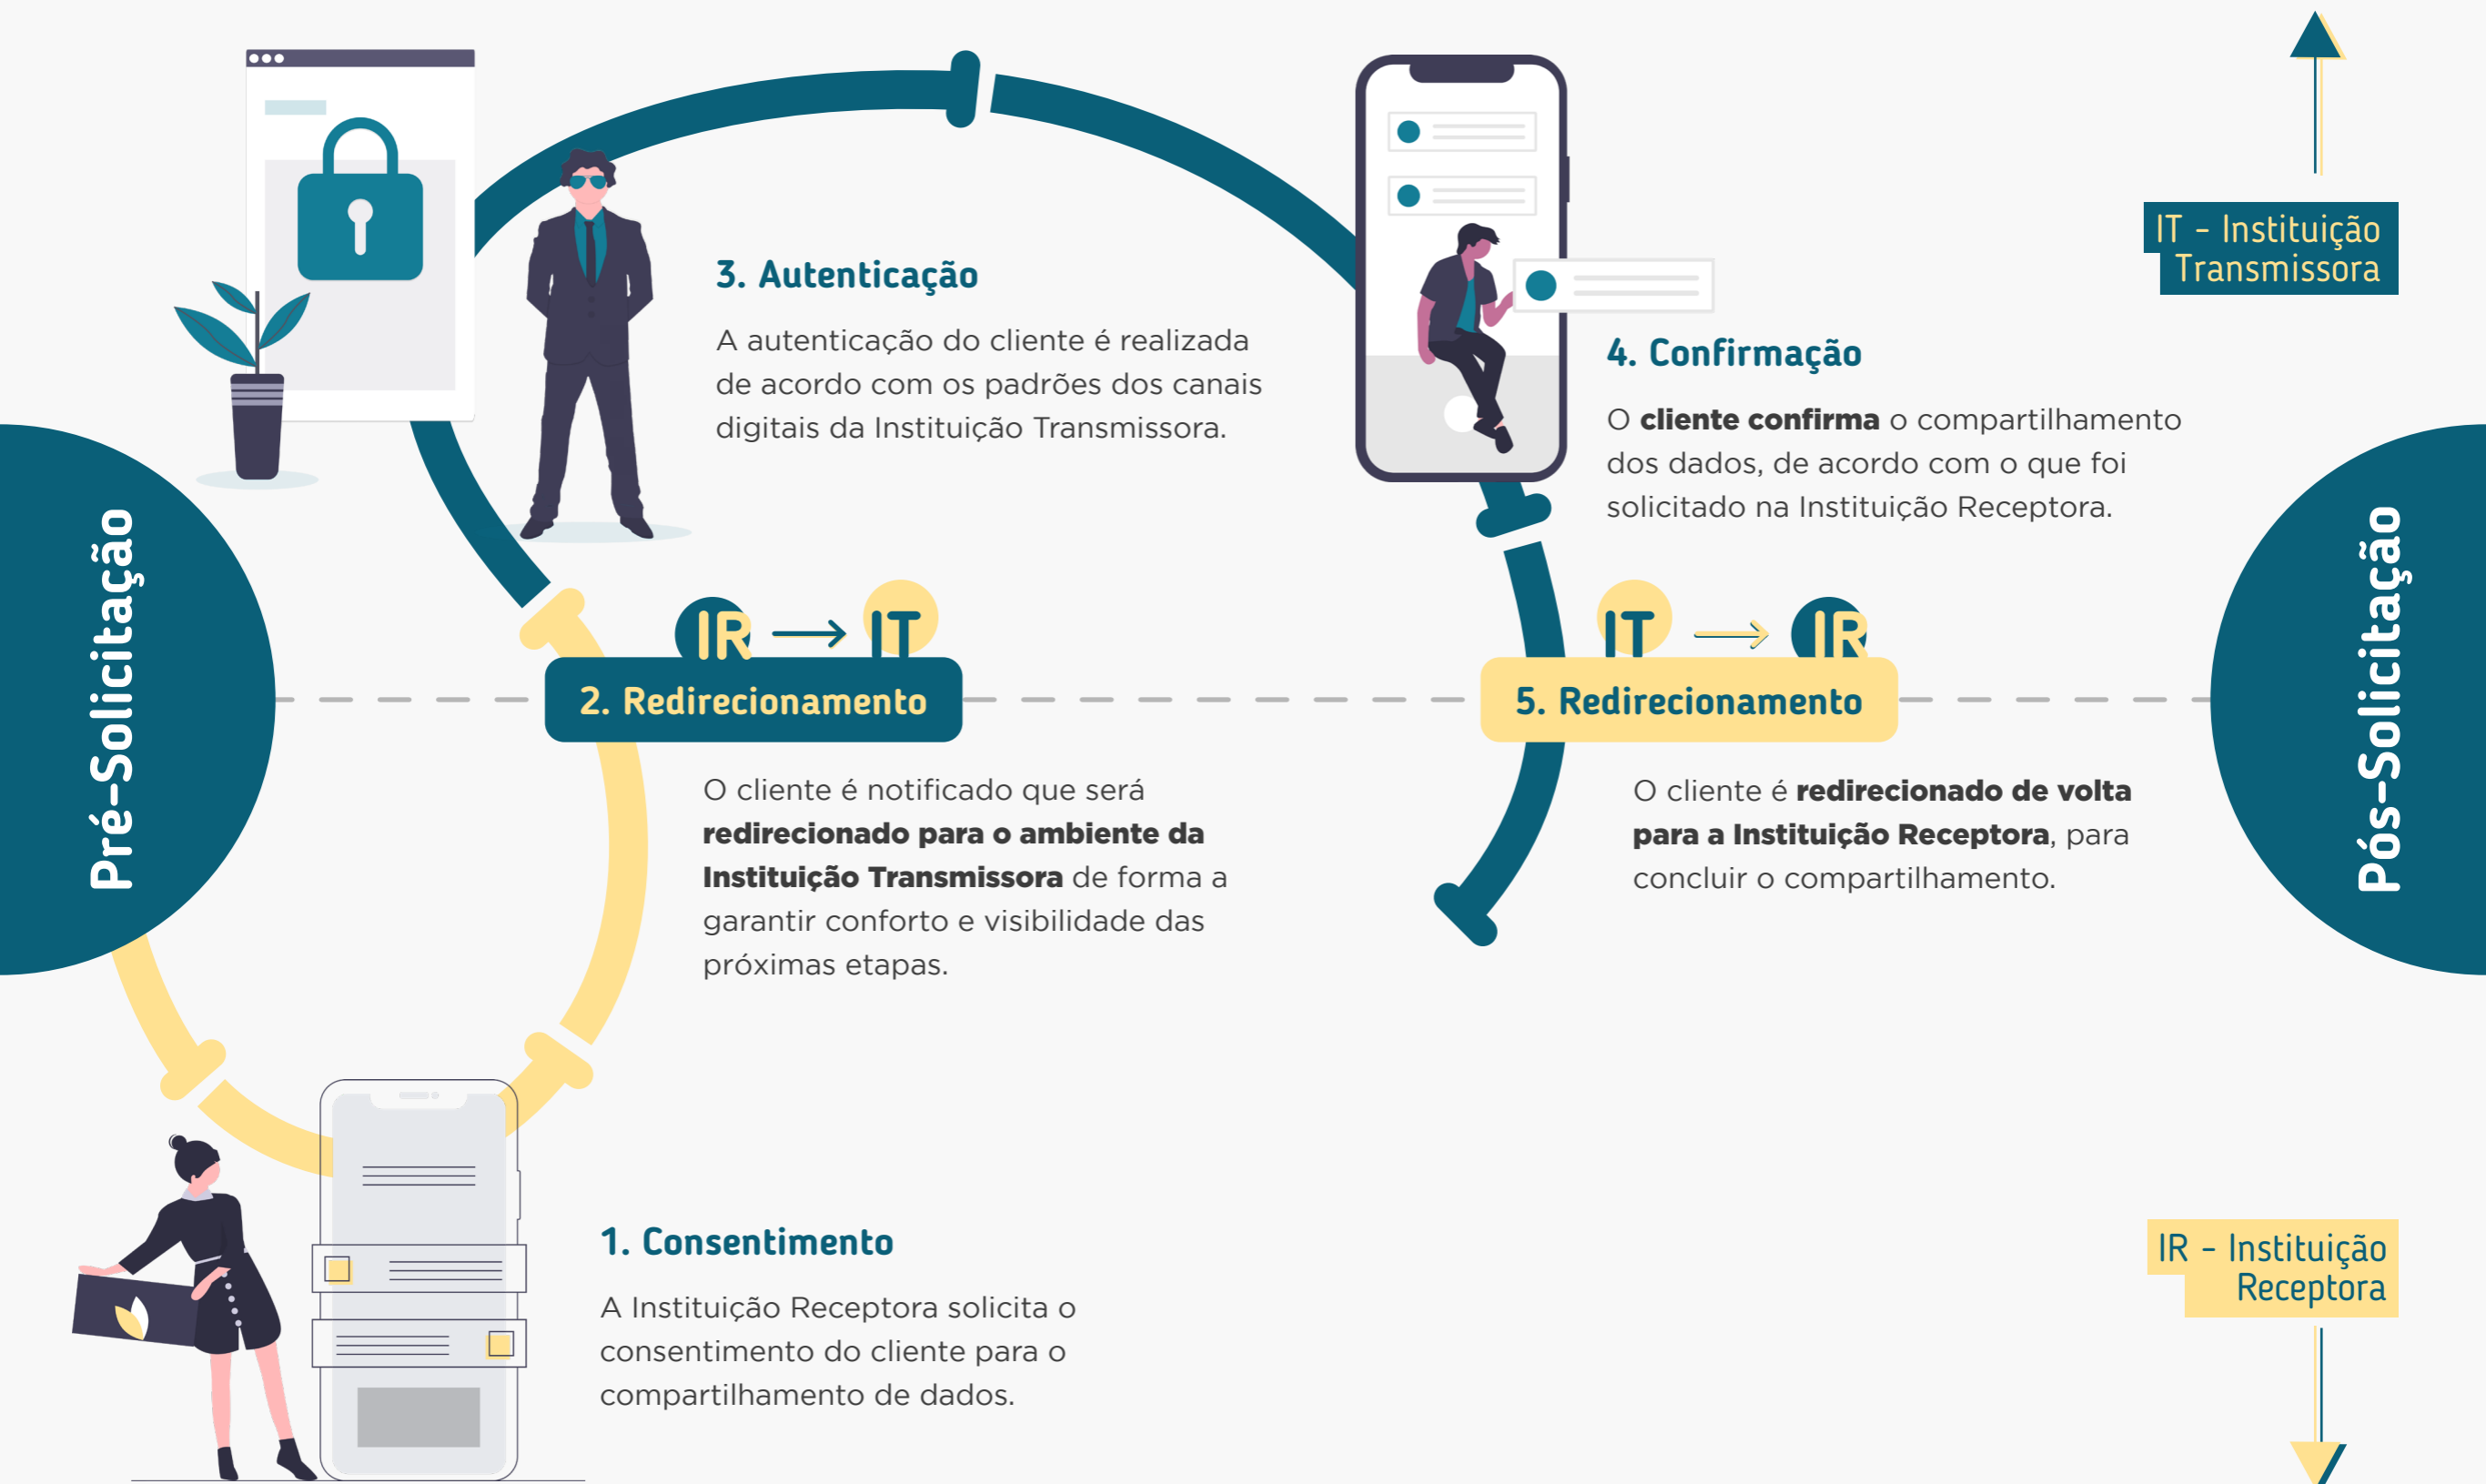 Pré-Solicitação
1. Consentimento
A Instituição Receptora solicita o
consentimento do cliente para o
compartilhamento de dados.
IR → IT
2. Redirecionamento
O cliente é notificado que será
redirecionado para o ambiente da
Instituição Transmissora de forma a
garantir conforto e visibilidade das
próximas etapas.
3. Autenticação
A autenticação do cliente é realizada
de acordo com os padrões dos canais
digitais da Instituição Transmissora.
4. Confirmação
O cliente confirma o compartilhamento
dos dados, de acordo com o que foi
solicitado na Instituição Receptora.
IT → IR
5. Redirecionamento
O cliente é redirecionado de volta
para a Instituição Receptora, para
concluir o compartilhamento.
Pós-Solicitação
IT - Instituição
Transmissora
IR - Instituição
Receptora